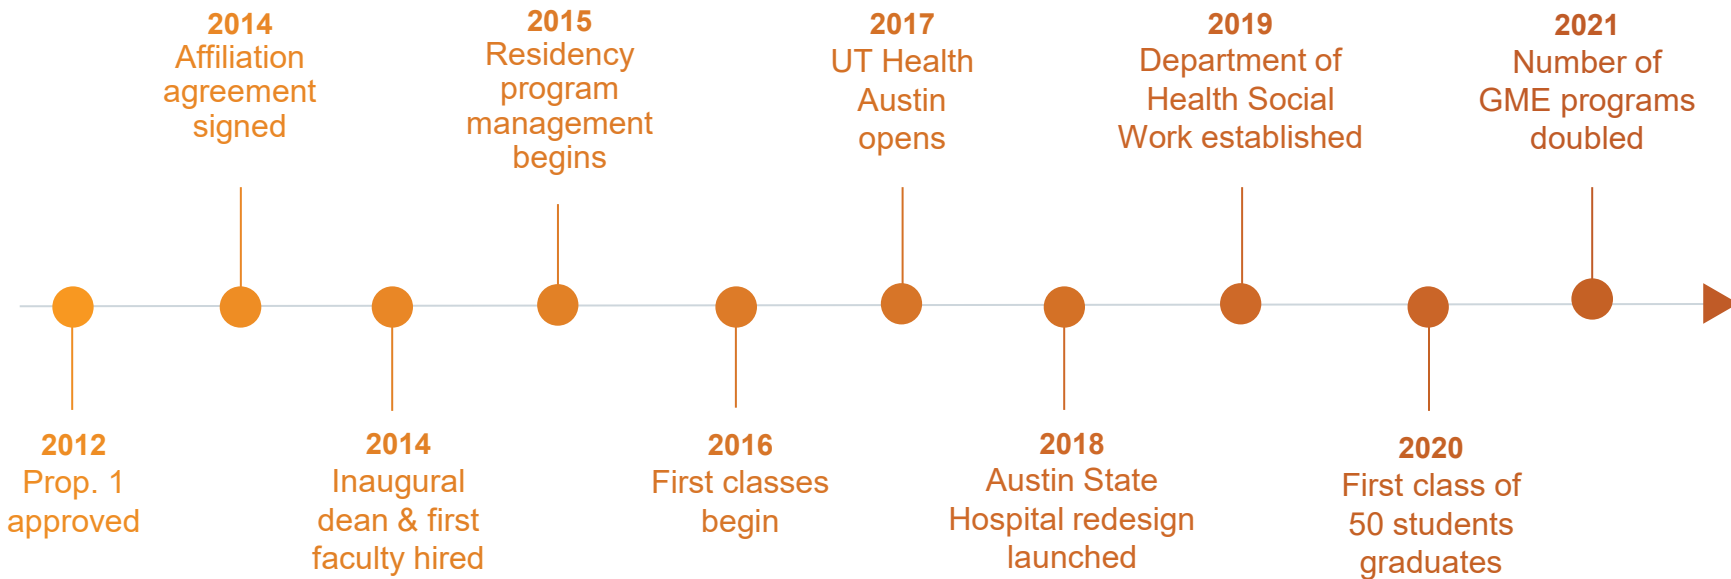 2014
Affiliation
agreement
signed
2015
Residency
program
management
begins
2017
UT Health
Austin
opens
2019
Department of
Health Social
Work established
2021
Number of
GME programs
doubled
2012
Prop. 1
approved
2014
Inaugural
dean & first
faculty hired
2016
First classes
begin
2018
Austin State
Hospital redesign
launched
2020
First class of
50 students
graduates